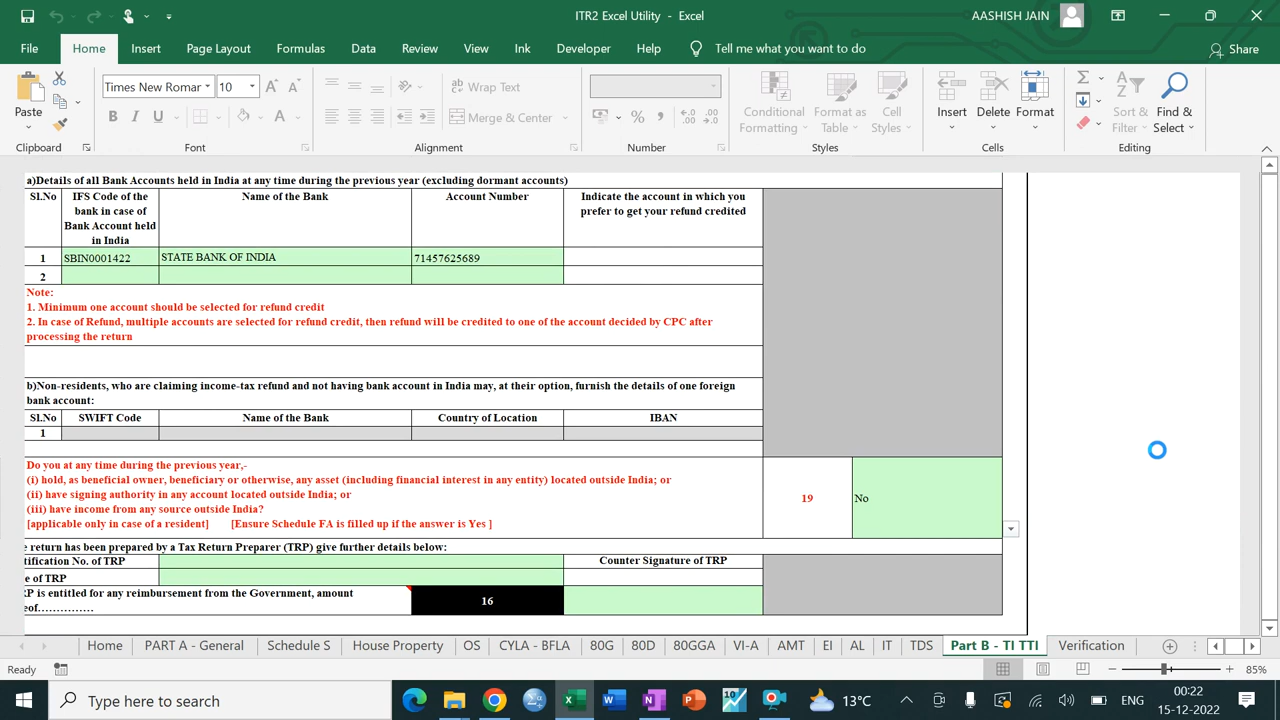 ITR2 Excel Utility - Excel
AASHISH JAIN
File Home Insert Page Layout Formulas Data Review View Ink Developer Help Tell me what you want to do Share
Times New Romar 10
Wrap Text
Merge & Center
Paste
Conditional Formatting
Format as Table
Cell Styles
Insert Delete Format
Sort & Filter
Find & Select
Clipboard Font Alignment Number Styles Cells Editing
a)Details of all Bank Accounts held in India at any time during the previous year (excluding dormant accounts)
Sl.No
IFS Code of the
bank in case of
Bank Account held
in India
Name of the Bank
Account Number
Indicate the account in which you
prefer to get your refund credited
1 SBIN0001422 STATE BANK OF INDIA 71457625689
2
Note:
1. Minimum one account should be selected for refund credit
2. In case of Refund, multiple accounts are selected for refund credit, then refund will be credited to one of the account decided by CPC after
processing the return
b)Non-residents, who are claiming income-tax refund and not having bank account in India may, at their option, furnish the details of one foreign
bank account:
Sl.No SWIFT Code Name of the Bank Country of Location IBAN
1
Do you at any time during the previous year,-
(i) hold, as beneficial owner, beneficiary or otherwise, any asset (including financial interest in any entity) located outside India; or
(ii) have signing authority in any account located outside India; or
(iii) have income from any source outside India?
[applicable only in case of a resident] [Ensure Schedule FA is filled up if the answer is Yes ]
19
No
e return has been prepared by a Tax Return Preparer (TRP) give further details below:
tification No. of TRP
Counter Signature of TRP
e of TRP
RP is entitled for any reimbursement from the Government, amount
eof……………
16
Home PART A - General Schedule S House Property OS CYLA - BFLA 80G 80D 80GGA VI-A AMT EI AL IT TDS Part B - TI TTI Verification
Ready
85%
Type here to search
13°C
ENG
00:22
15-12-2022